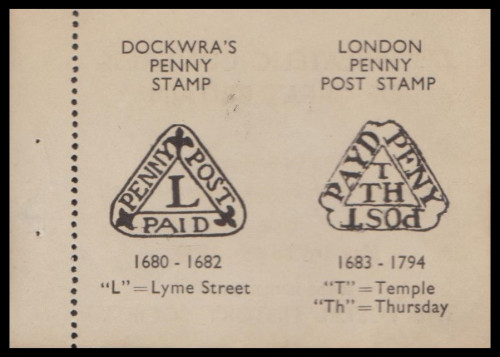 DOCKWRA'S
PENNY
STAMP
PENNY POST
L
PAID
1680 - 1682
"L" = Lyme Street
LONDON
PENNY
POST STAMP
PAYD PENY
T
TH
POST
1683 - 1794
"T" = Temple
"Th" = Thursday